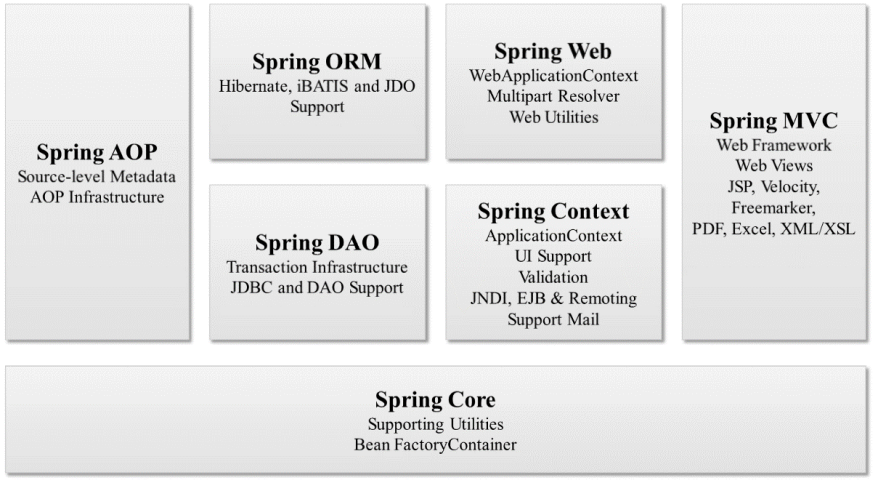 Spring AOP
Source-level Metadata
AOP Infrastructure
Spring ORM
Hibernate, iBATIS and JDO
Support
Spring DAO
Transaction Infrastructure
JDBC and DAO Support
Spring Web
WebApplicationContext
Multipart Resolver
Web Utilities
Spring Context
ApplicationContext
UI Support
Validation
JNDI, EJB & Remoting
Support Mail
Spring MVC
Web Framework
Web Views
JSP, Velocity,
Freemarker,
PDF, Excel, XML/XSL
Spring Core
Supporting Utilities
Bean FactoryContainer